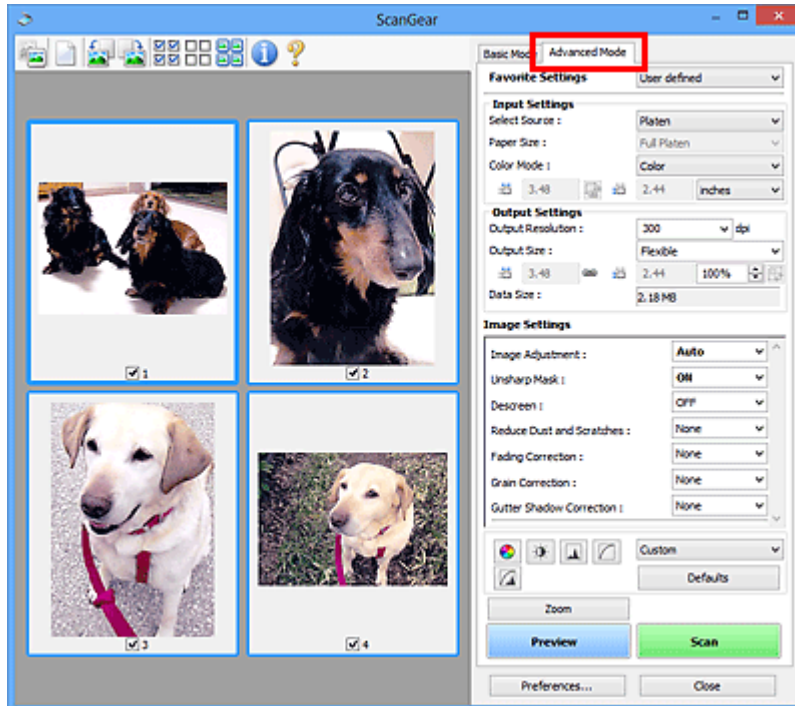 ScanGear
Basic Mode Advanced Mode
Favorite Settings User defined
Input Settings
Select Source : Platen
Paper Size : Full Platen
Color Mode : Color
3.48 2.44 inches
Output Settings
Output Resolution : 300 dpi
Output Size : Flexible
3.48 2.44 100%
Data Size : 2.18 MB
Image Settings
Image Adjustment : Auto
Unsharp Mask : ON
Descreen : OFF
Reduce Dust and Scratches : None
Fading Correction : None
Grain Correction : None
Gutter Shadow Correction : None
Custom
Defaults
Zoom
Preview Scan
Preferences... Close
1 2
3 4